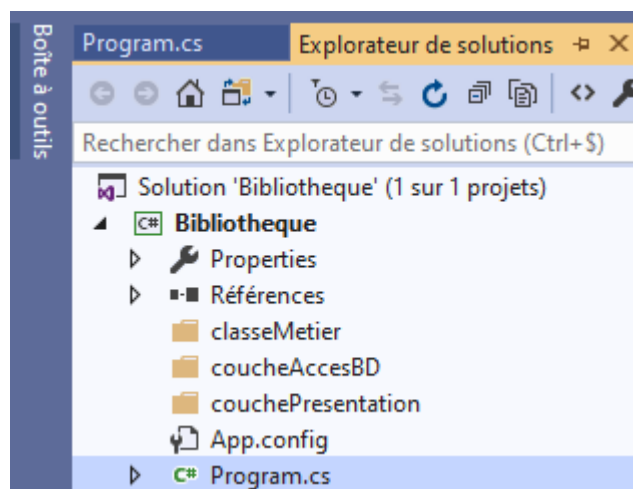 Boîte à outils
Program.cs
Explorateur de solutions
Rechercher dans Explorateur de solutions (Ctrl+$)
Solution 'Bibliotheque' (1 sur 1 projets)
C# Bibliotheque
Properties
Références
classeMetier
coucheAccesBD
couchePresentation
App.config
C# Program.cs